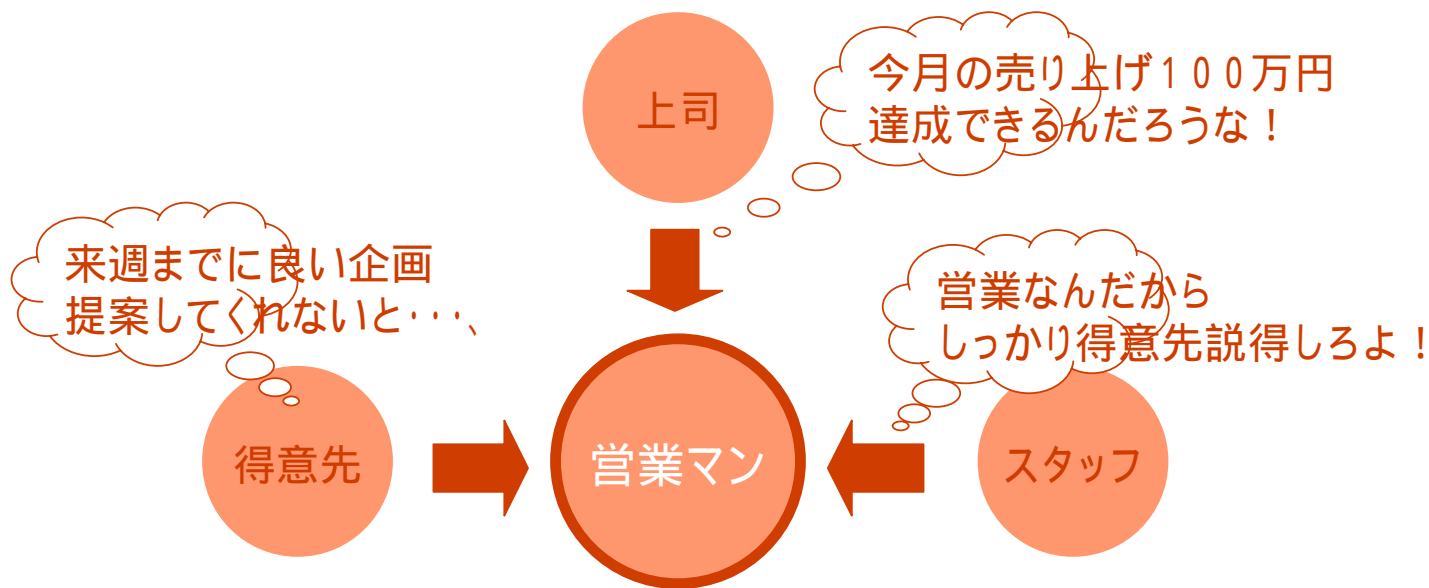 今月の売り上げ１００万円
達成できるんだろうな！
上司
来週までに良い企画
提案してくれないと・・・、
営業なんだから
しっかり得意先説得しろよ！
得意先
営業マン
スタッフ